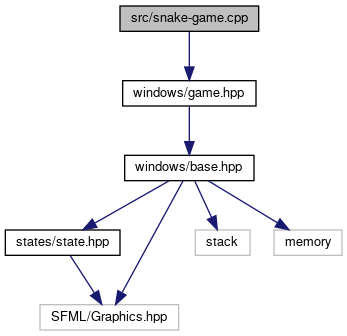 src/snake-game.cpp
windows/game.hpp
windows/base.hpp
states/state.hpp
stack
memory
SFML/Graphics.hpp